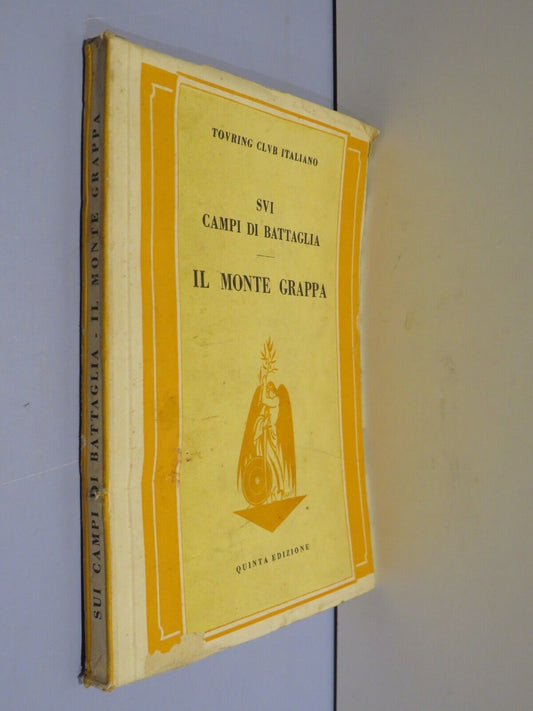 TOVRING CLVB ITALIANO
SVI
CAMPI DI BATTAGLIA
IL MONTE GRAPPA
QUINTA EDIZIONE
SUI CAMPI DI BATTAGLIA - IL MONTE GRAPPA